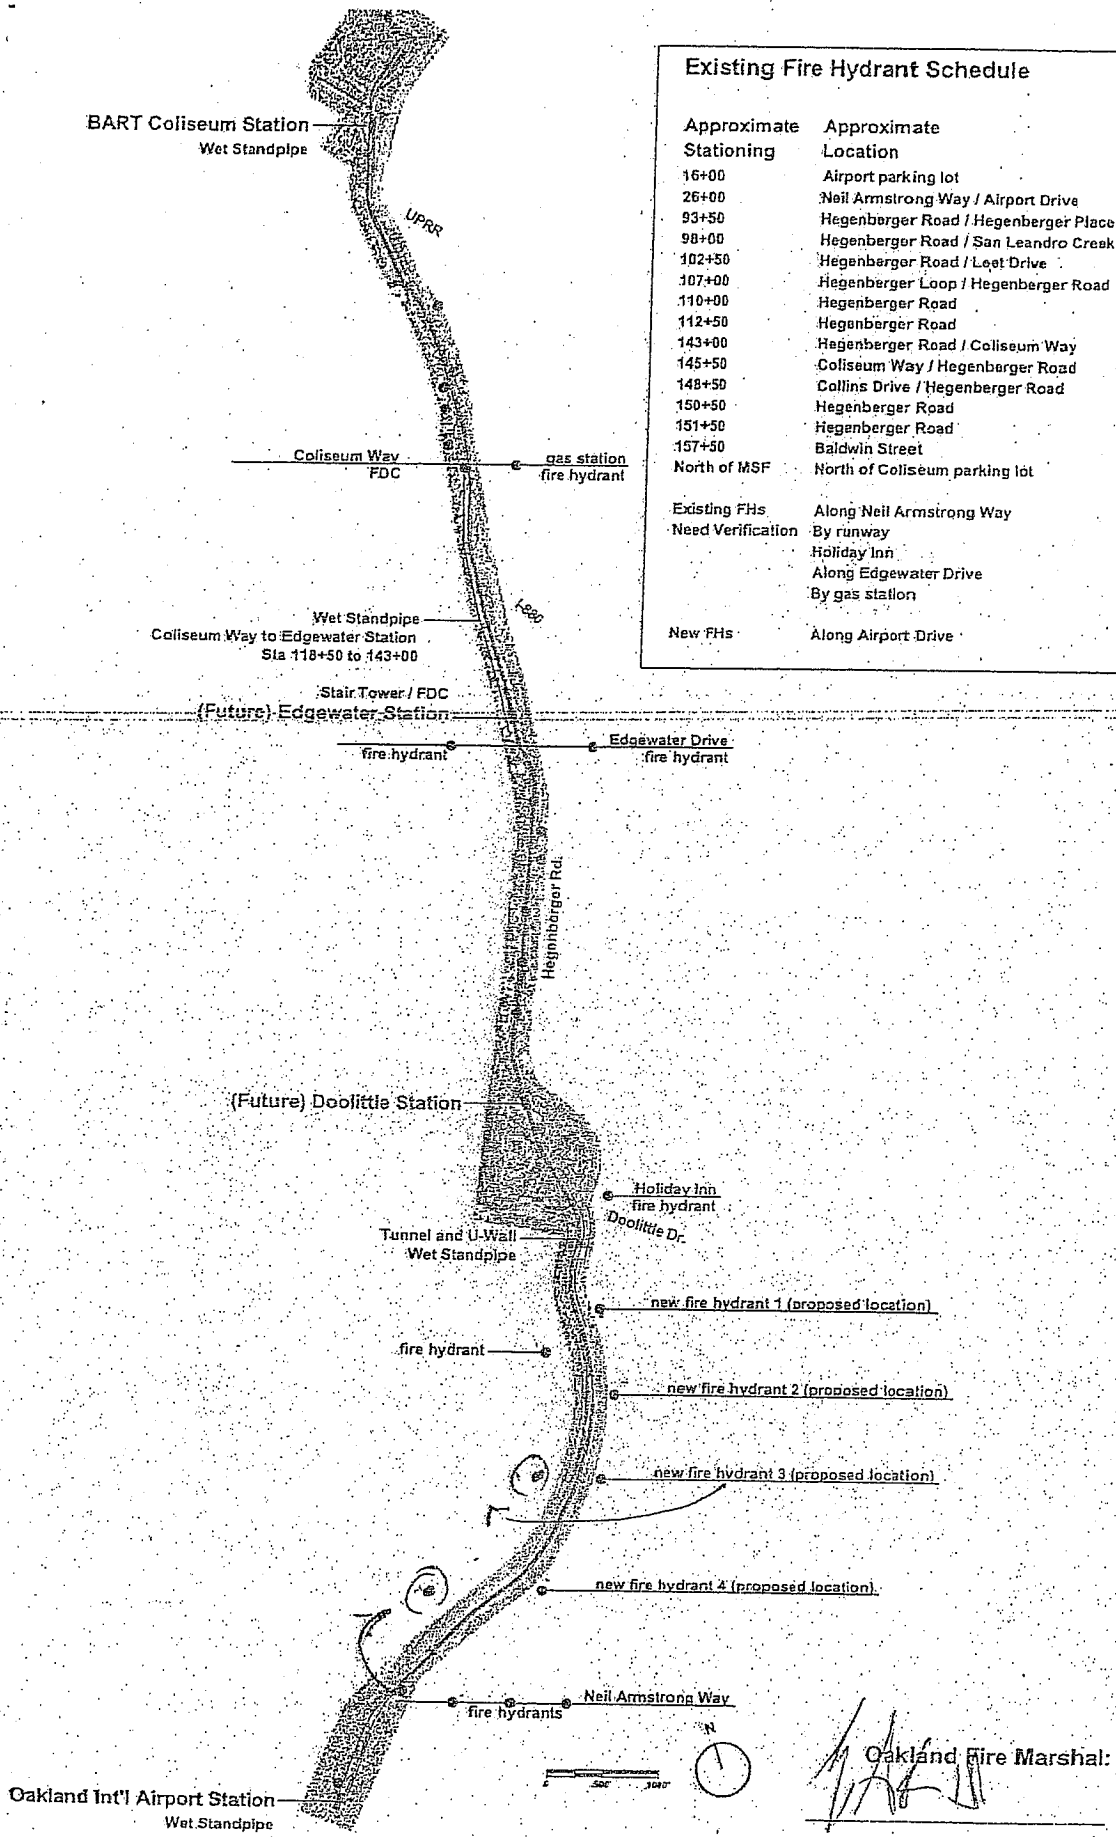 Existing Fire Hydrant Schedule
Approximate Approximate
Stationing Location
16+00 Airport parking lot
26+00 Neil Armstrong Way / Airport Drive
93+50 Hegenberger Road / Hegenberger Place
98+00 Hegenberger Road / San Leandro Creek
102+50 Hegenberger Road / Leet Drive
107+00 Hegenberger Loop / Hegenberger Road
110+00 Hegenberger Road
112+50 Hegenberger Road
143+00 Hegenberger Road / Coliseum Way
145+50 Coliseum Way / Hegenberger Road
148+50 Collins Drive / Hegenberger Road
150+50 Hegenberger Road
151+50 Hegenberger Road
157+50 Baldwin Street
North of MSF North of Coliseum parking lot
Existing FHs Along Neil Armstrong Way
Need Verification By runway
Holiday Inn
Along Edgewater Drive
By gas station
New FHs Along Airport Drive
BART Coliseum Station
Wet Standpipe
UPRR
Coliseum Way
FDC
gas station
fire hydrant
I-880
Wet Standpipe
Coliseum Way to Edgewater Station
Sta 118+50 to 143+00
Stair Tower / FDC
(Future) Edgewater Station
fire hydrant
Edgewater Drive
fire hydrant
Hegenberger Rd.
(Future) Doolittle Station
Holiday Inn
fire hydrant
Doolittle Dr.
Tunnel and U-Wall
Wet Standpipe
new fire hydrant 1 (proposed location)
fire hydrant
new fire hydrant 2 (proposed location)
new fire hydrant 3 (proposed location)
new fire hydrant 4 (proposed location)
Neil Armstrong Way
fire hydrants
N
0 500' 1000'
Oakland Fire Marshal:
Oakland Int'l Airport Station
Wet Standpipe